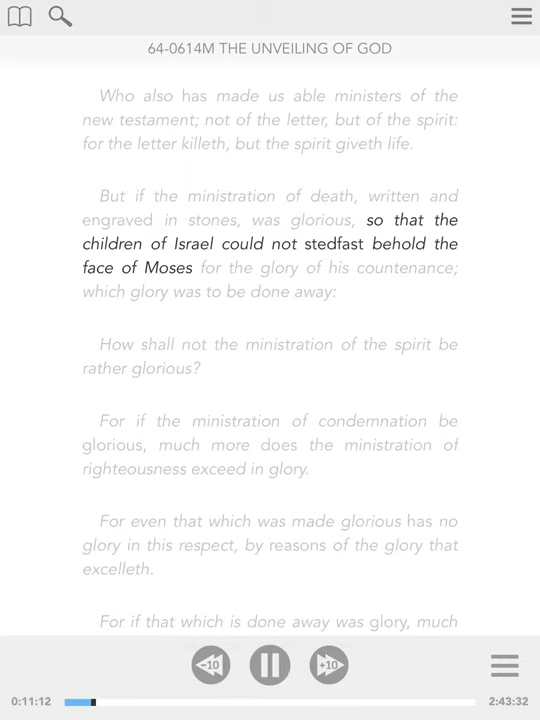 64-0614M THE UNVEILING OF GOD
Who also has made us able ministers of the
new testament; not of the letter, but of the spirit:
for the letter killeth, but the spirit giveth life.
But if the ministration of death, written and
engraved in stones, was glorious, so that the
children of Israel could not stedfast behold the
face of Moses for the glory of his countenance;
which glory was to be done away:
How shall not the ministration of the spirit be
rather glorious?
For if the ministration of condemnation be
glorious, much more does the ministration of
righteousness exceed in glory.
For even that which was made glorious has no
glory in this respect, by reasons of the glory that
excelleth.
For if that which is done away was glory, much
-10
+10
0:11:12
2:43:32